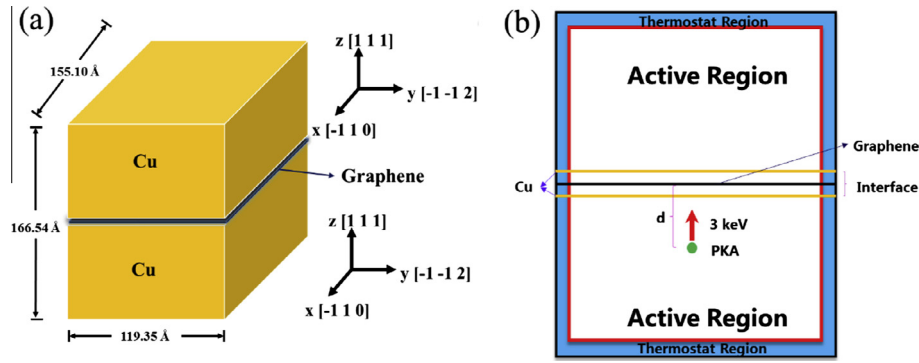 (a)
155.10 Å
z [1 1 1]
y [-1 -1 2]
x [-1 1 0]
Cu
Graphene
166.54 Å
Cu
z [1 1 1]
y [-1 -1 2]
x [-1 1 0]
119.35 Å
(b)
Thermostat Region
Active Region
Graphene
Cu
Interface
d
3 keV
PKA
Active Region
Thermostat Region